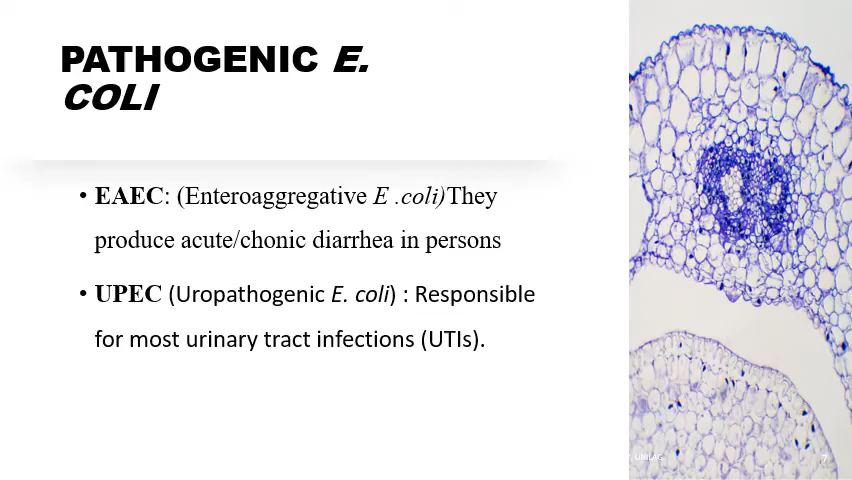 PATHOGENIC E.
COLI
• EAEC: (Enteroaggregative E .coli)They
produce acute/chonic diarrhea in persons
• UPEC (Uropathogenic E. coli) : Responsible
for most urinary tract infections (UTIs).
, UNILAG
7